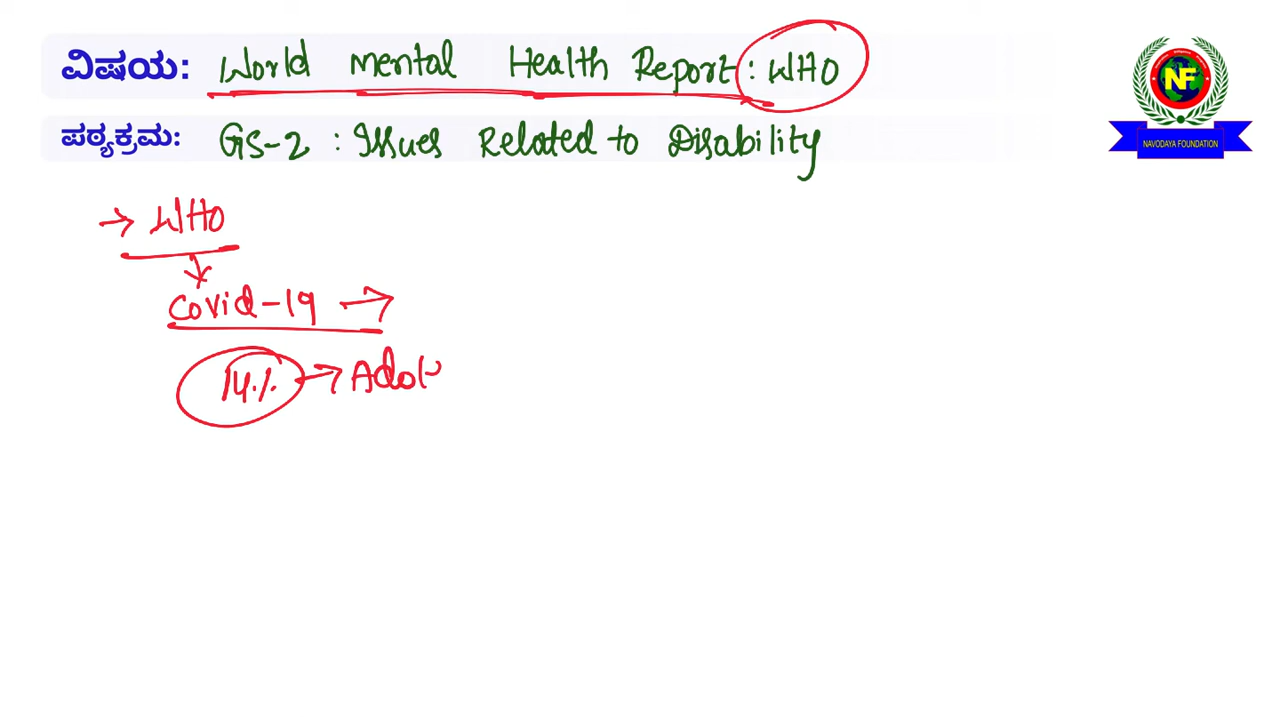 ವಿಷಯ: World Mental Health Report : WHO
ಪಠ್ಯಕ್ರಮ: GS-2 : Issues Related to Disability
NF
NAVODAYA FOUNDATION
→ WHO
Covid-19 →
14% → Adol